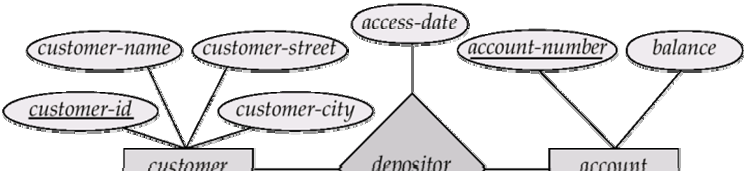 access-date
customer-name
customer-street
account-number
balance
customer-id
customer-city
customer
depositor
account